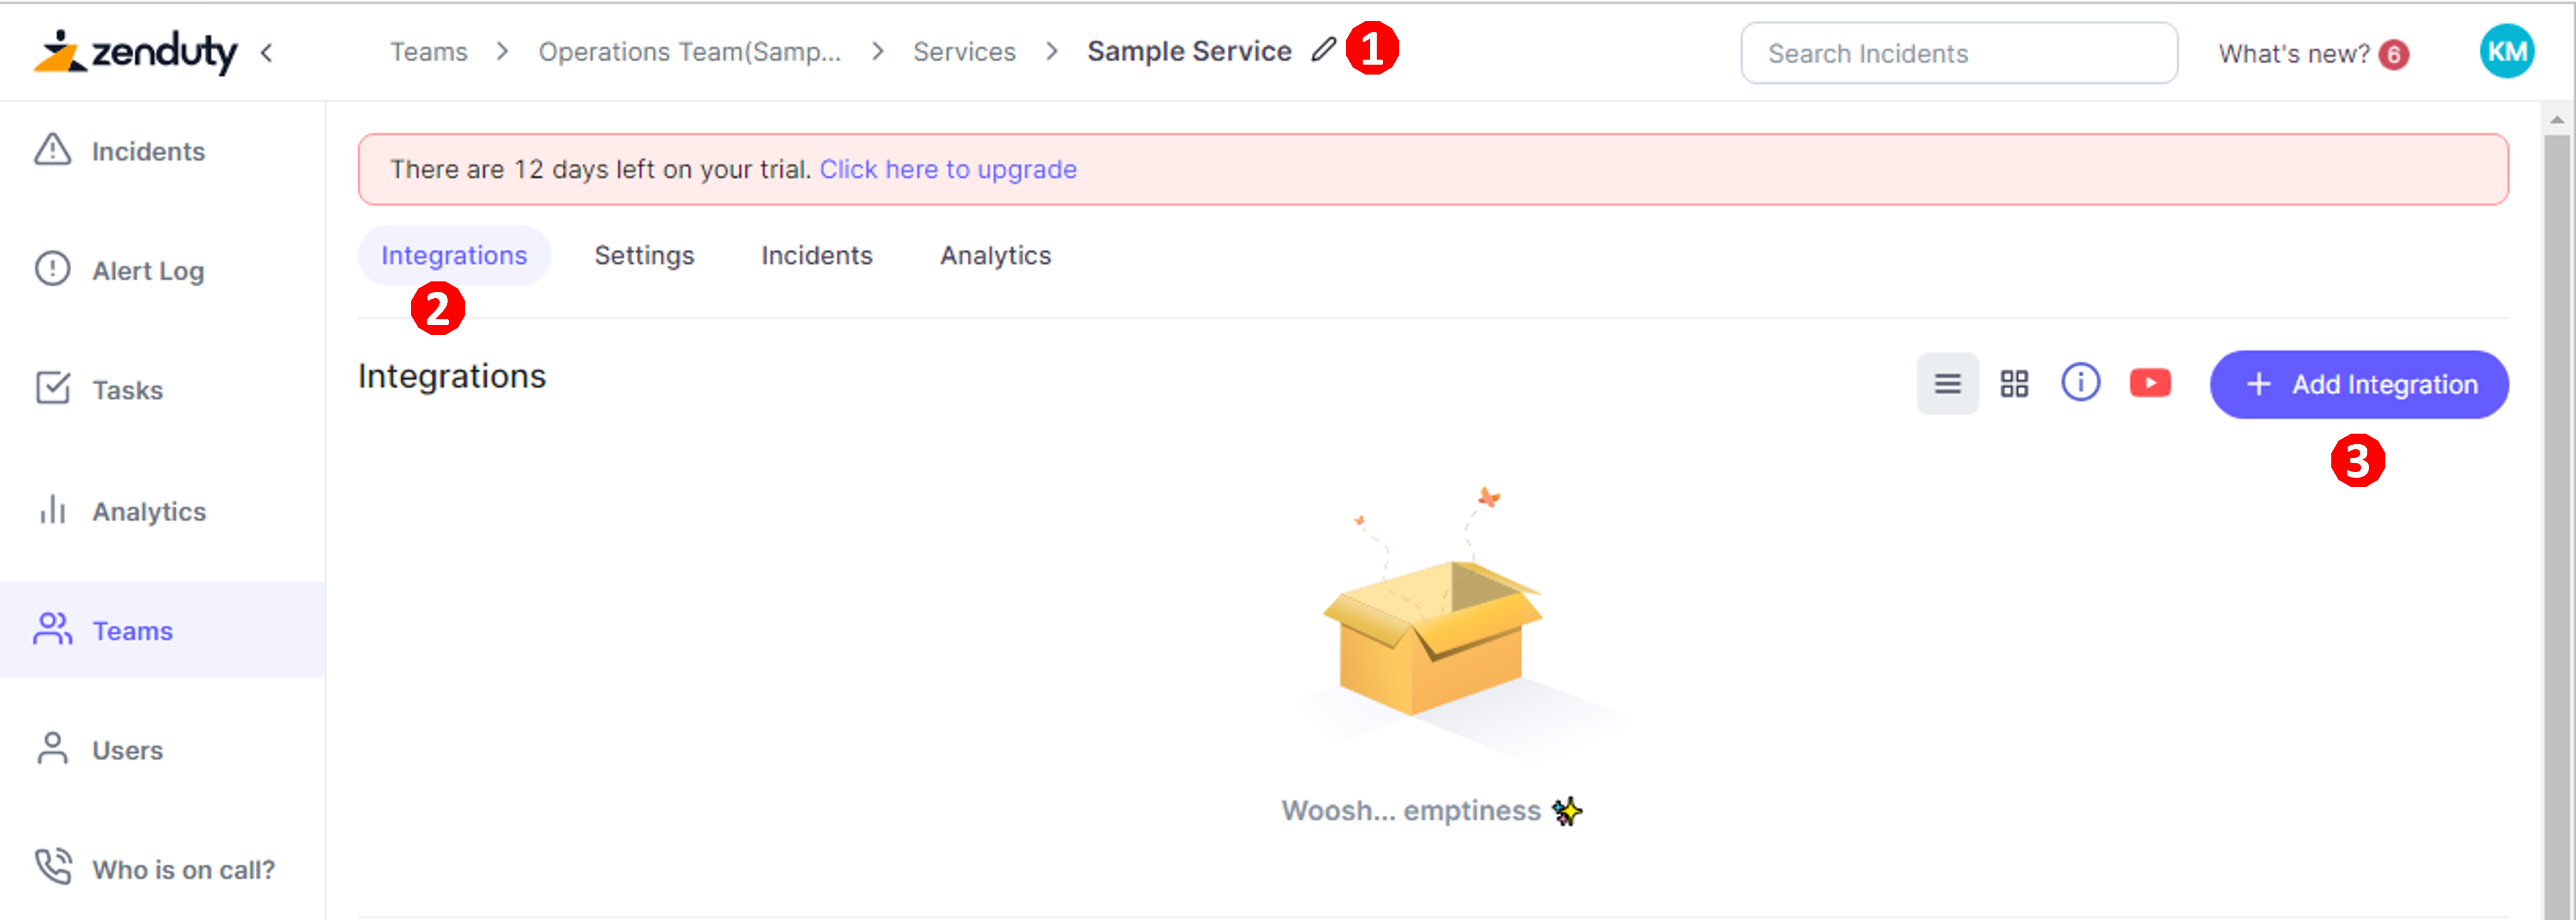 zenduty
Teams > Operations Team(Samp... > Services > Sample Service 1
Search Incidents
What's new? 6
KM
Incidents
Alert Log
Tasks
Analytics
Teams
Users
Who is on call?
There are 12 days left on your trial. Click here to upgrade
Integrations Settings Incidents Analytics
2
Integrations
+ Add Integration
3
Woosh... emptiness ✨